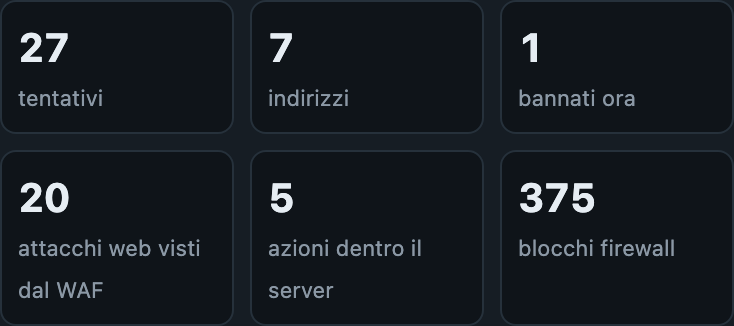 27
tentativi
7
indirizzi
1
bannati ora
20
attacchi web visti
dal WAF
5
azioni dentro il
server
375
blocchi firewall